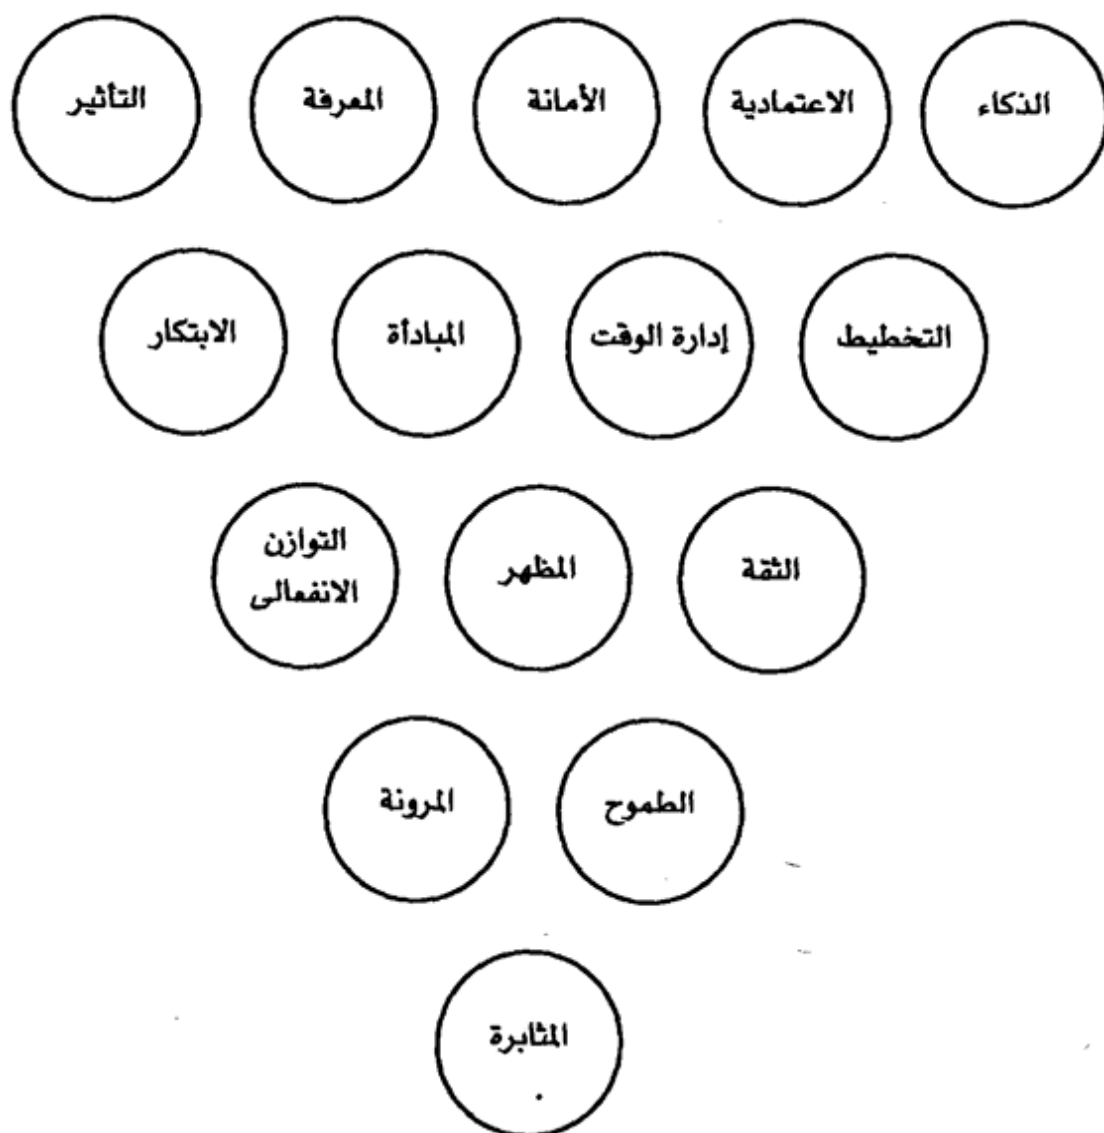 الذكاء
الاعتمادية
الأمانة
المعرفة
التأثير
التخطيط
إدارة الوقت
المبادأة
الابتكار
الثقة
المظهر
التوازن
الانفعالى
الطموح
المرونة
المثابرة